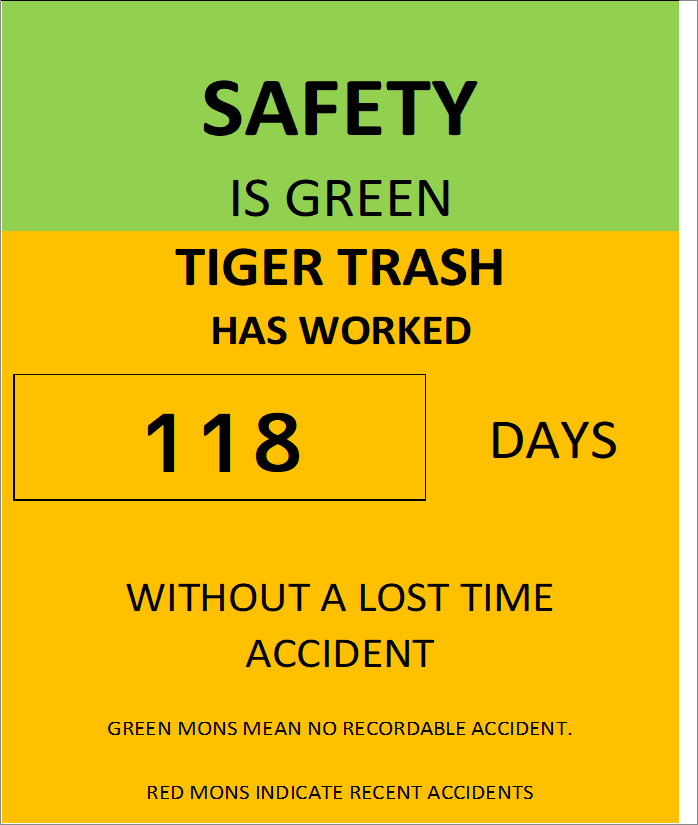 SAFETY
IS GREEN
TIGER TRASH
HAS WORKED
118 DAYS
WITHOUT A LOST TIME
ACCIDENT
GREEN MONS MEAN NO RECORDABLE ACCIDENT.
RED MONS INDICATE RECENT ACCIDENTS